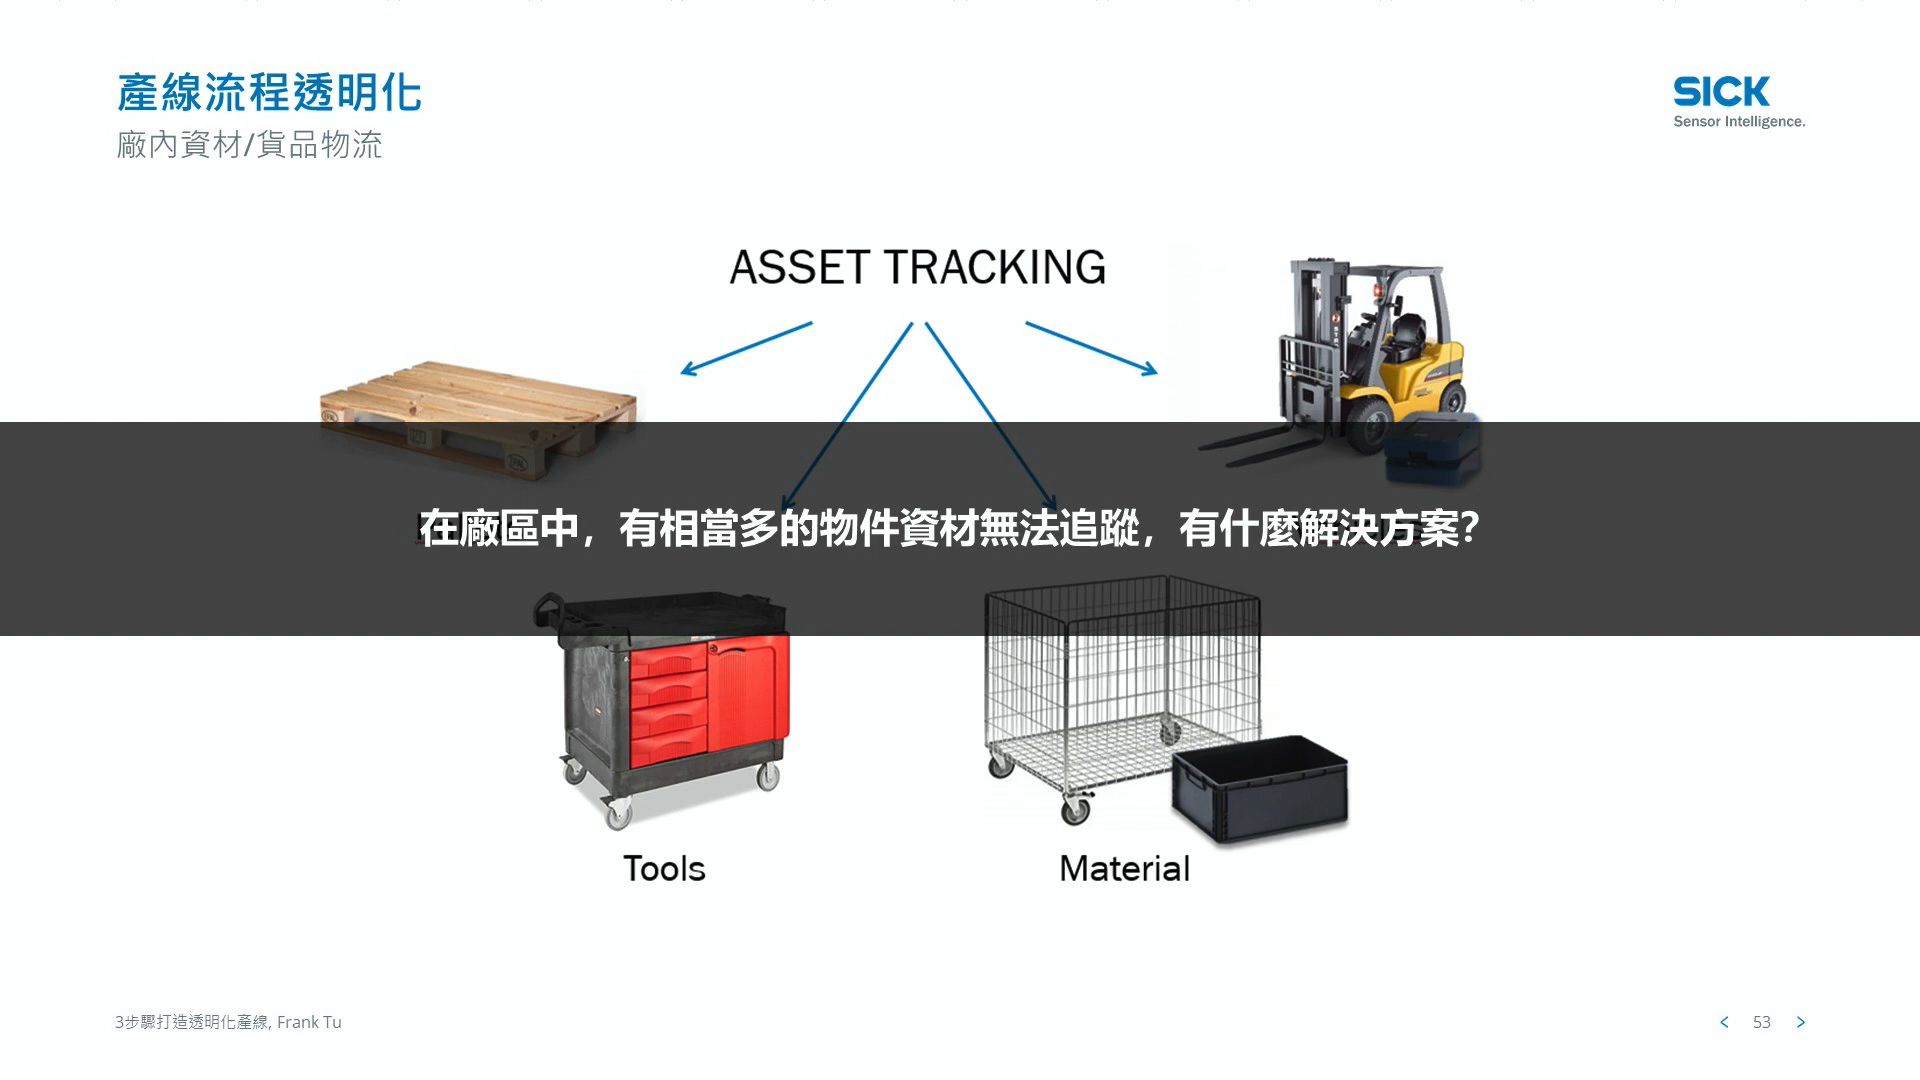 產線流程透明化
廠內資材/貨品物流
SICK
Sensor Intelligence.
ASSET TRACKING
在廠區中，有相當多的物件資材無法追蹤，有什麼解決方案?
Tools
Material
3步驟打造透明化產線, Frank Tu
< 53 >